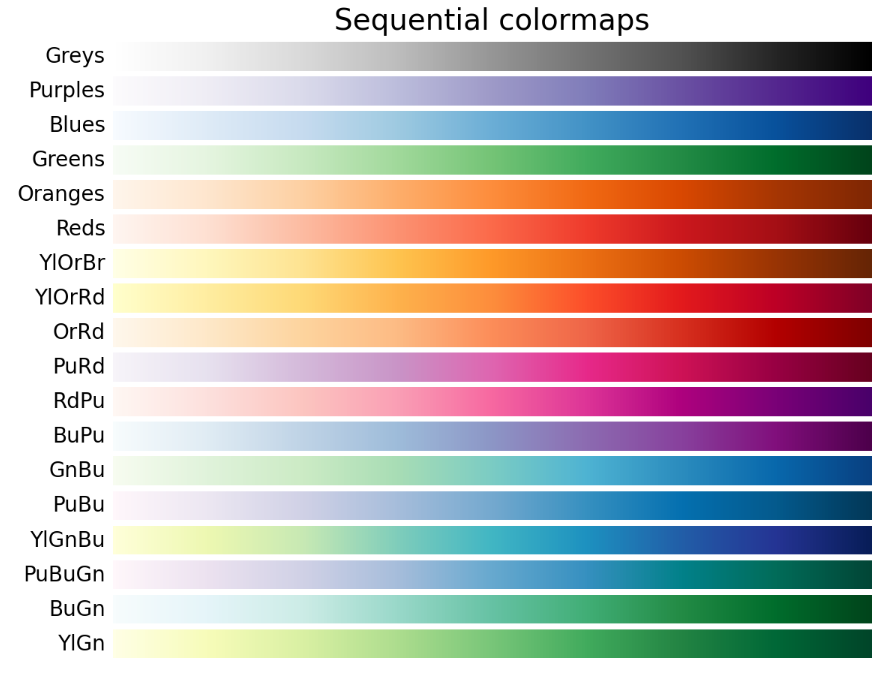 Sequential colormaps
Greys
Purples
Blues
Greens
Oranges
Reds
YlOrBr
YlOrRd
OrRd
PuRd
RdPu
BuPu
GnBu
PuBu
YlGnBu
PuBuGn
BuGn
YlGn